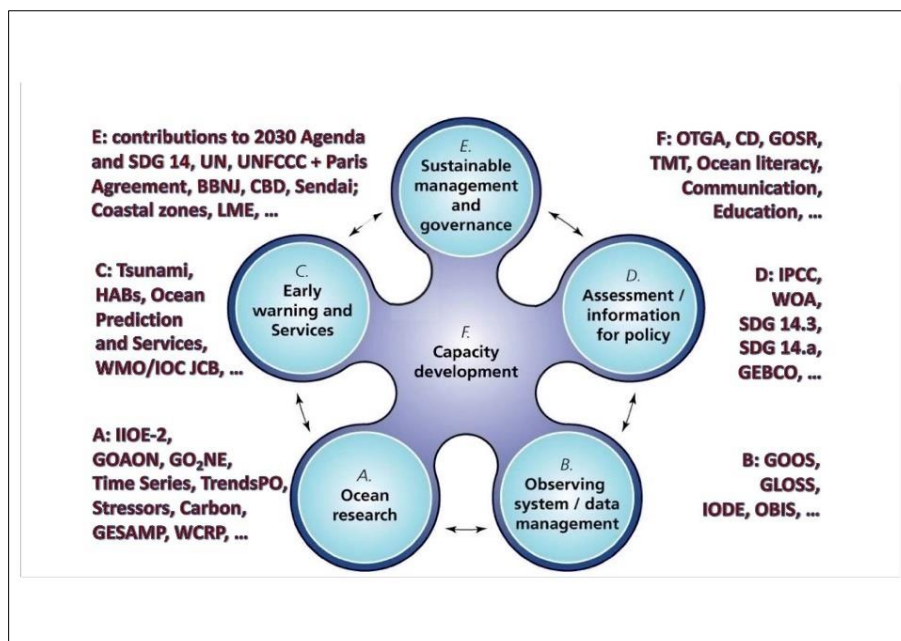 E: contributions to 2030 Agenda
and SDG 14, UN, UNFCCC + Paris
Agreement, BBNJ, CBD, Sendai;
Coastal zones, LME, ...
E.
Sustainable
management
and
governance
F: OTGA, CD, GOSR,
TMT, Ocean literacy,
Communication,
Education, ...
C: Tsunami,
HABs, Ocean
Prediction
and Services,
WMO/IOC JCB, ...
C.
Early
warning and
Services
F.
Capacity
development
D.
Assessment /
information
for policy
D: IPCC,
WOA,
SDG 14.3,
SDG 14.a,
GEBCO, ...
A: IIOE-2,
GOAON, GO₂NE,
Time Series, TrendsPO,
Stressors, Carbon,
GESAMP, WCRP, ...
A.
Ocean
research
B.
Observing
system / data
management
B: GOOS,
GLOSS,
IODE, OBIS, ...